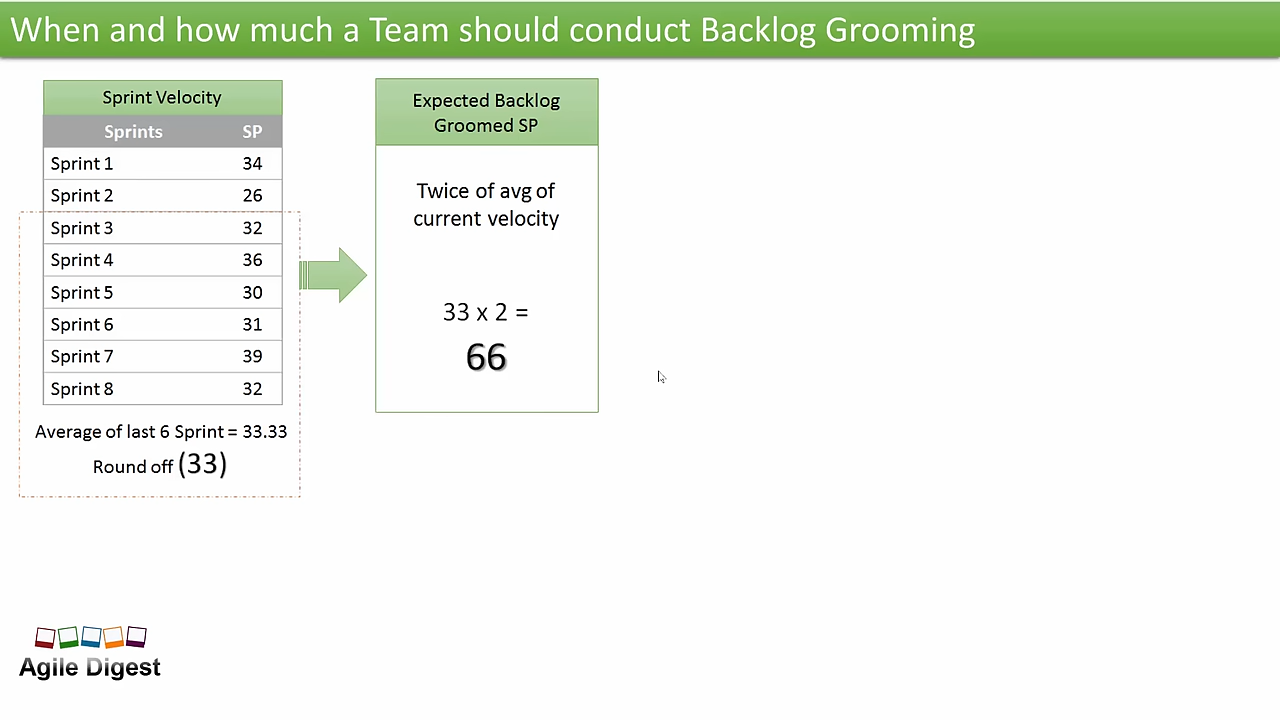 When and how much a Team should conduct Backlog Grooming
Sprint Velocity
Sprints SP
Sprint 1 34
Sprint 2 26
Sprint 3 32
Sprint 4 36
Sprint 5 30
Sprint 6 31
Sprint 7 39
Sprint 8 32
Average of last 6 Sprint = 33.33
Round off (33)
Expected Backlog
Groomed SP
Twice of avg of
current velocity
33 x 2 =
66
Agile Digest